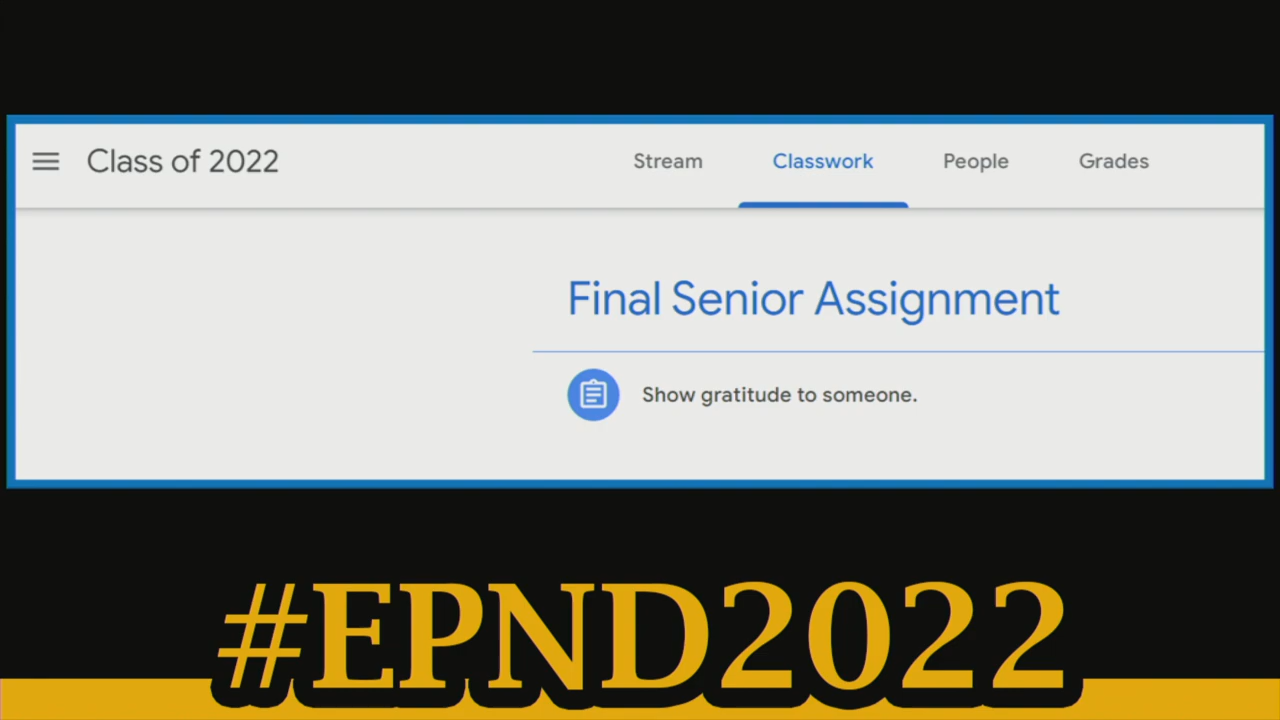 Class of 2022
Stream Classwork People Grades
Final Senior Assignment
Show gratitude to someone.
#EPND2022